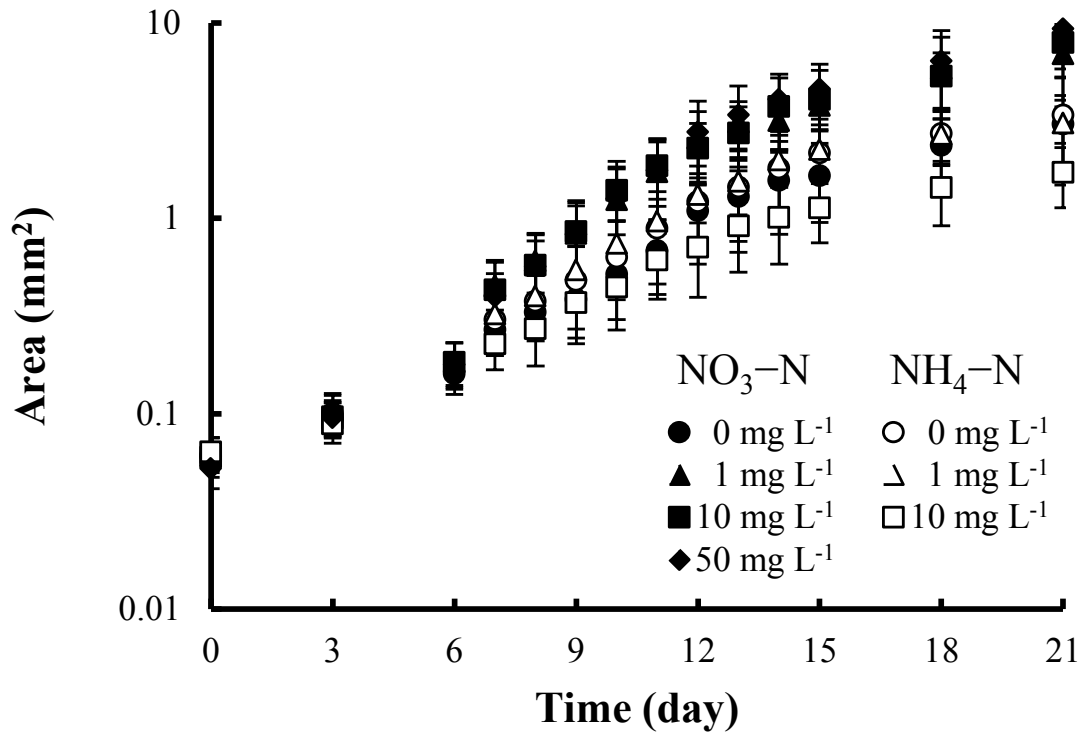 10
1
0.1
0.01
Area (mm²)
NO₃−N NH₄−N
0 mg L⁻¹ 0 mg L⁻¹
1 mg L⁻¹ 1 mg L⁻¹
10 mg L⁻¹ 10 mg L⁻¹
50 mg L⁻¹
0 3 6 9 12 15 18 21
Time (day)